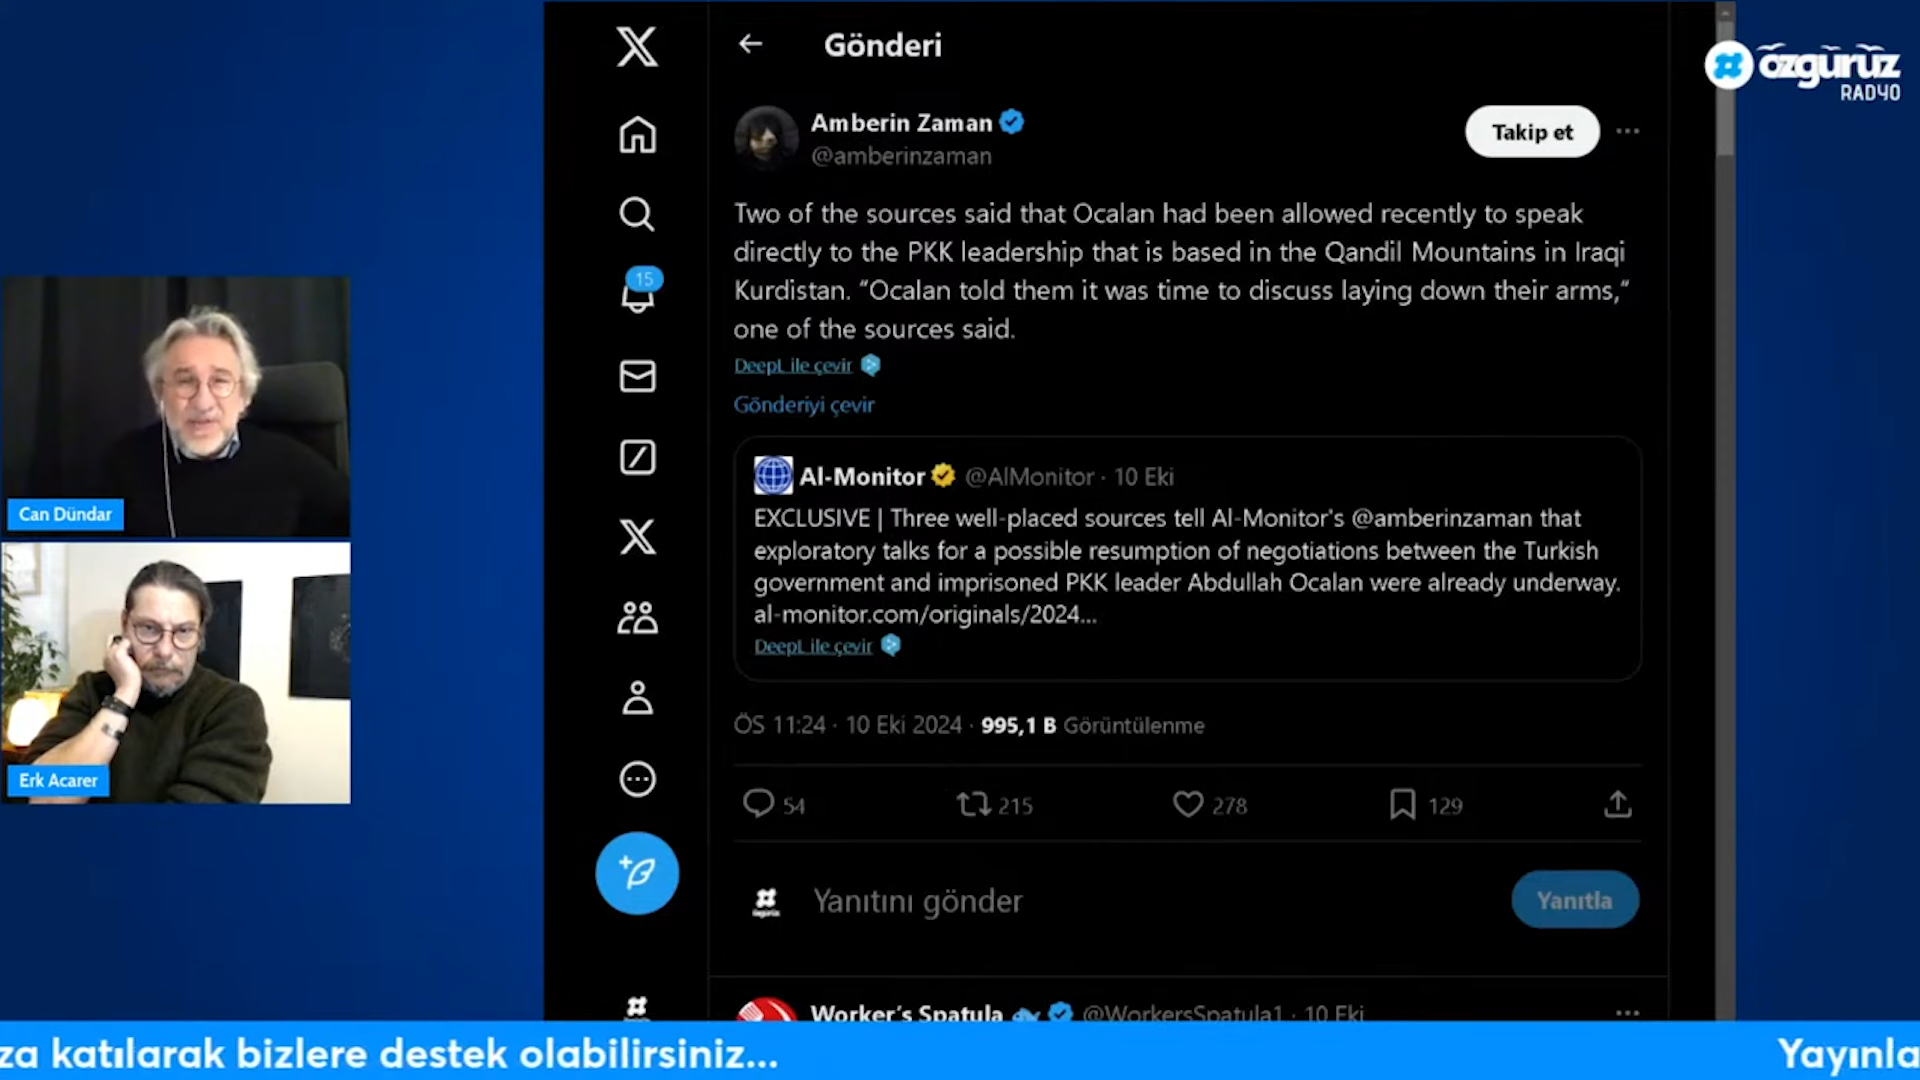 Gönderi
özgürüz
RADYO
Amberin Zaman
@amberinzaman
Takip et
Two of the sources said that Ocalan had been allowed recently to speak
directly to the PKK leadership that is based in the Qandil Mountains in Iraqi
Kurdistan. “Ocalan told them it was time to discuss laying down their arms,”
one of the sources said.
DeepL ile çevir
Gönderiyi çevir
15
Al-Monitor @AlMonitor · 10 Eki
EXCLUSIVE | Three well-placed sources tell Al-Monitor's @amberinzaman that
exploratory talks for a possible resumption of negotiations between the Turkish
government and imprisoned PKK leader Abdullah Ocalan were already underway.
al-monitor.com/originals/2024...
DeepL ile çevir
ÖS 11:24 · 10 Eki 2024 · 995,1 B Görüntülenme
54 215 278 129
Yanıtını gönder
Yanıtla
Worker's Spatula @WorkersSpatula1 · 10 Eki
Can Dündar
Erk Acarer
za katılarak bizlere destek olabilirsiniz... Yayınla